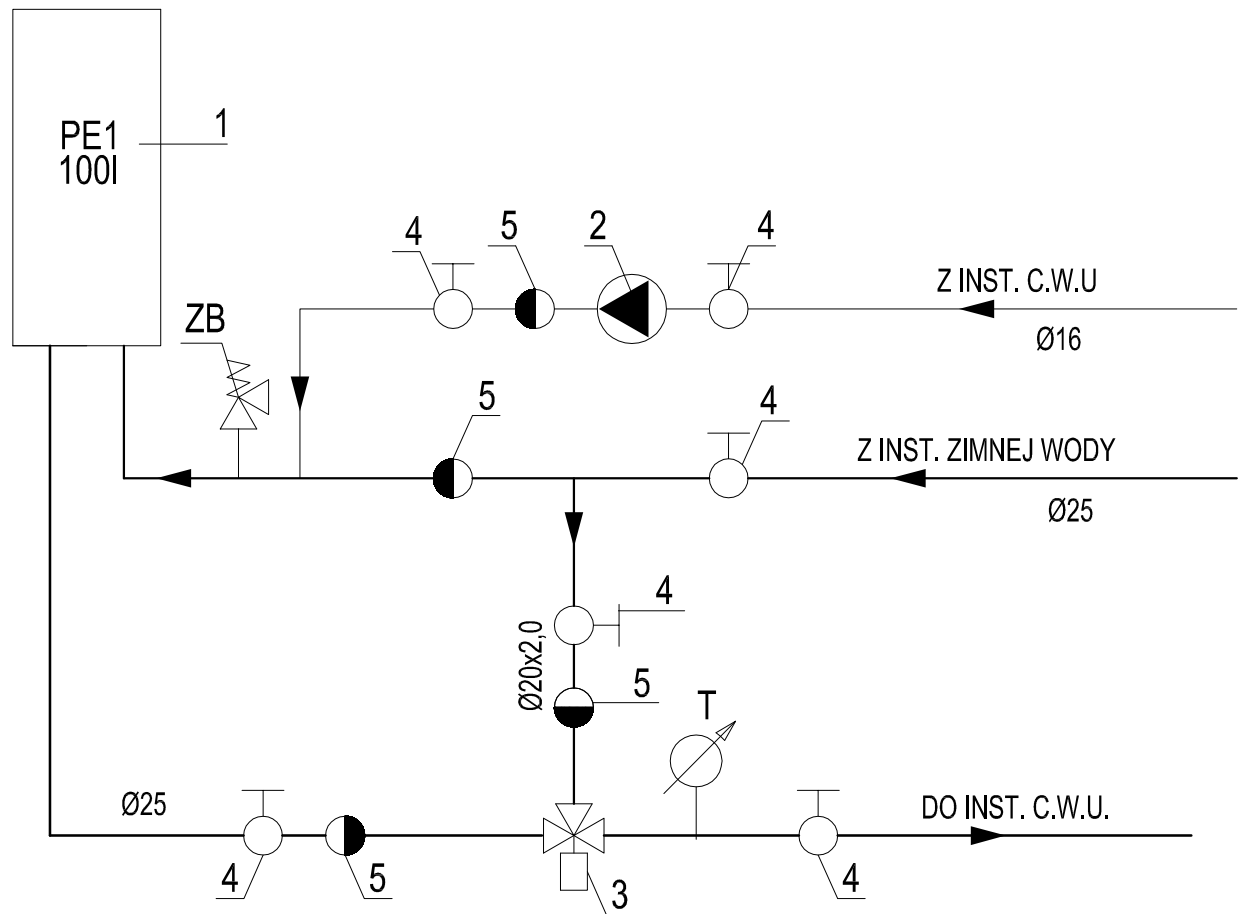 PE1
100l
1
4
5
2
4
Z INST. C.W.U
Ø16
ZB
5
4
Z INST. ZIMNEJ WODY
Ø25
4
Ø20x2,0
5
T
Ø25
DO INST. C.W.U.
4
5
3
4